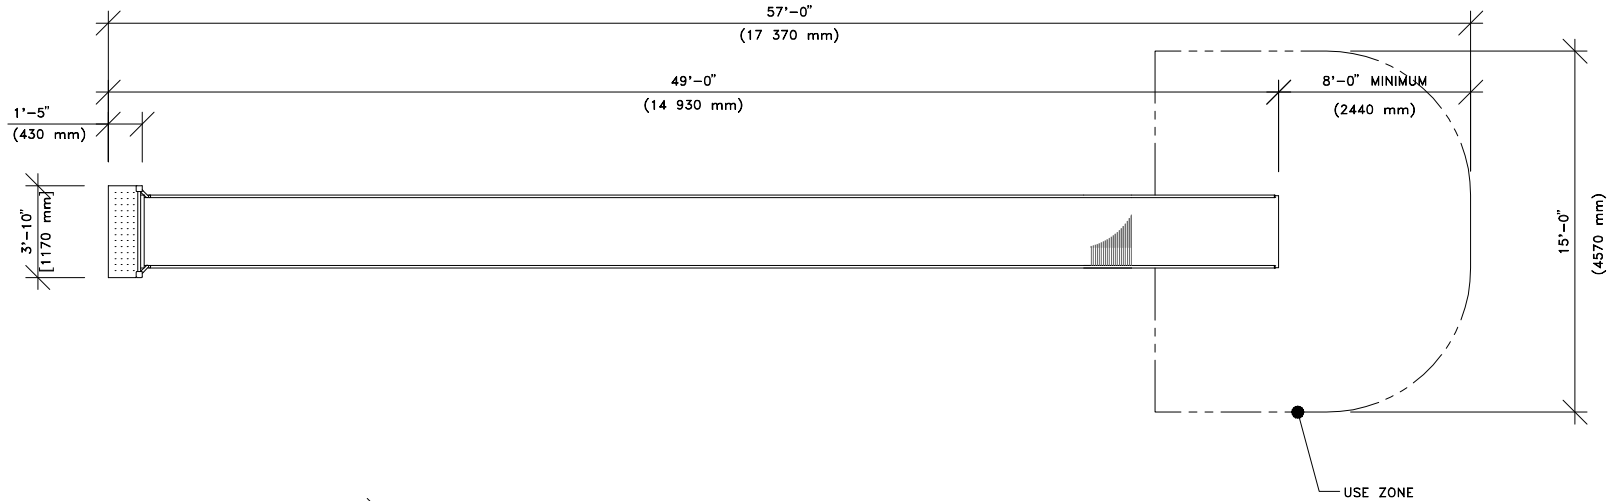 57'-0"
(17 370 mm)
49'-0"
(14 930 mm)
8'-0" MINIMUM
(2440 mm)
1'-5"
(430 mm)
3'-10"
[1170 mm]
15'-0"
(4570 mm)
USE ZONE